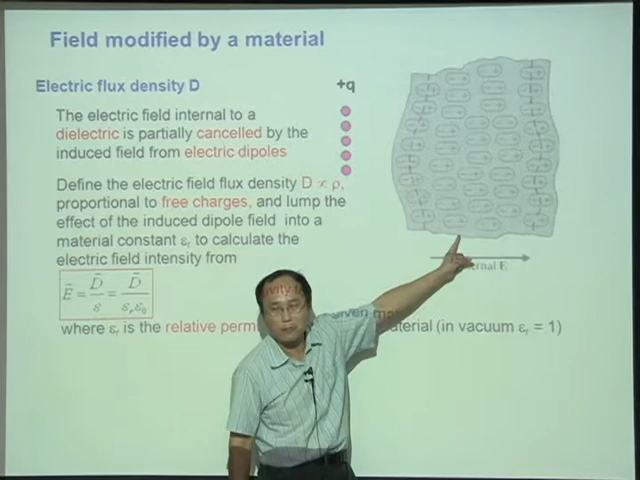 Field modified by a material
Electric flux density D
+q
The electric field internal to a
dielectric is partially cancelled by the
induced field from electric dipoles
Define the electric field flux density D ∝ ρ,
proportional to free charges, and lump the
effect of the induced dipole field into a
material constant εr to calculate the
electric field intensity from
E̅ = D̅/ε = D̅/(εrε0)
where εr is the relative perm
material (in vacuum εr = 1)